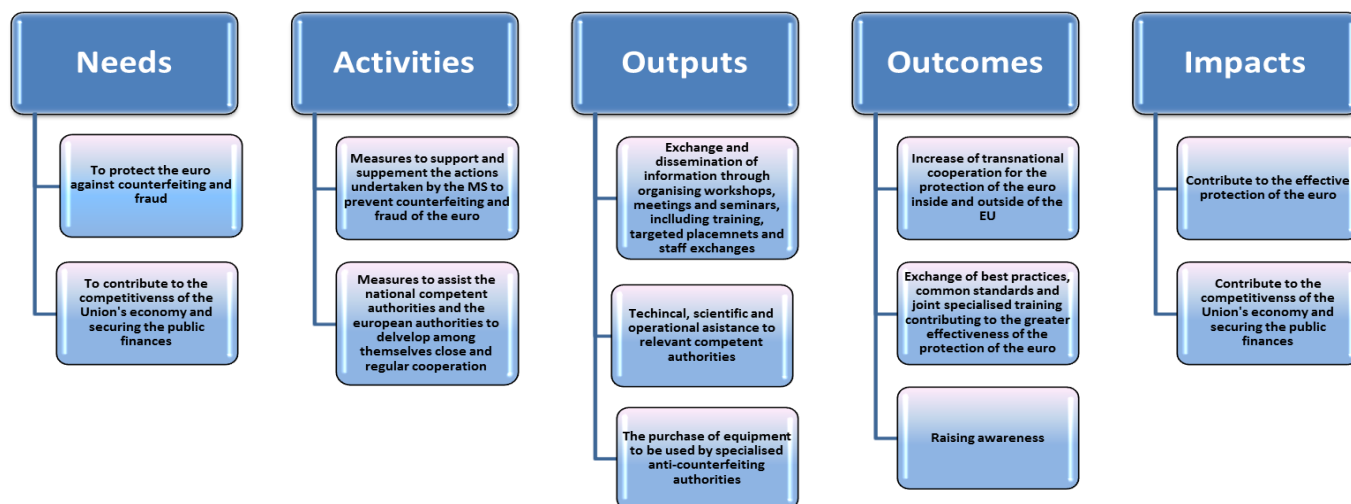 Needs
To protect the euro
against counterfeiting and
fraud
To contribute to the
competitivenss of the
Union's economy and
securing the public
finances
Activities
Measures to support and
suppement the actions
undertaken by the MS to
prevent counterfeiting and
fraud of the euro
Measures to assist the
national competent
authorities and the
european authorities to
delvelop among
themselves close and
regular cooperation
Outputs
Exchange and
dissemination of
information through
organising workshops,
meetings and seminars,
including training,
targeted placemnets and
staff exchanges
Techincal, scientific and
operational asistance to
relevant competent
authorities
The purchase of equipment
to be used by specialised
anti-counterfeiting
authorities
Outcomes
Increase of transnational
cooperation for the
protection of the euro
inside and outside of the
EU
Exchange of best practices,
common standards and
joint specialised training
contributing to the greater
effectiveness of the
protection of the euro
Raising awareness
Impacts
Contribute to the effective
protection of the euro
Contribute to the
competitivenss of the
Union's economy and
securing the public
finances